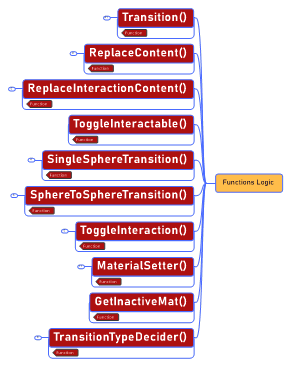 Transition()
Function
ReplaceContent()
Function
ReplaceInteractionContent()
Function
ToggleInteractable()
SingleSphereTransition()
Function
SphereToSphereTransition()
Function
Functions Logic
ToggleInteraction()
Function
MaterialSetter()
Function
GetInactiveMat()
Function
TransitionTypeDecider()
Function